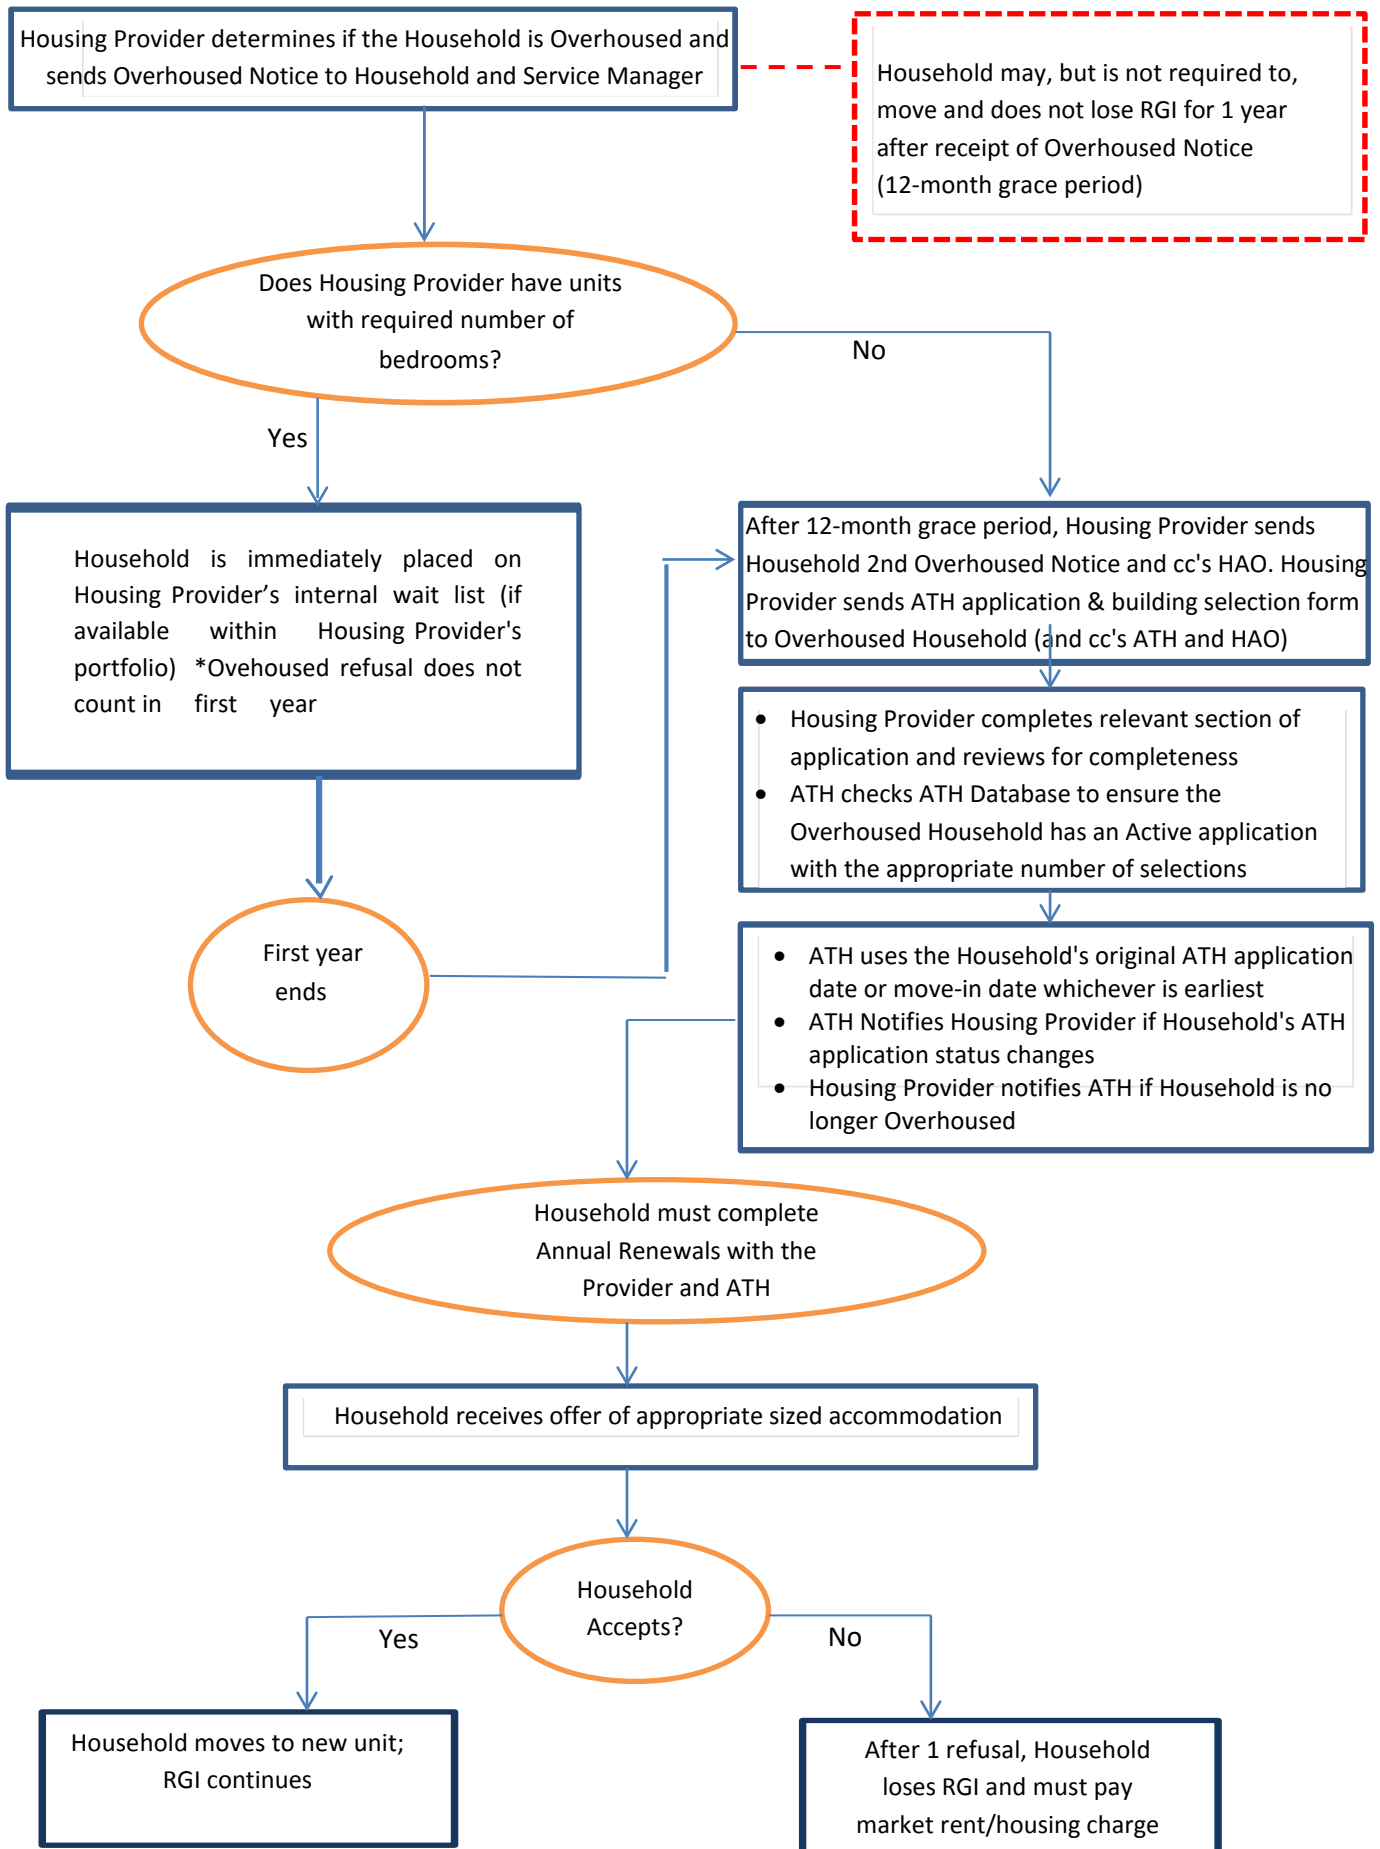 Housing Provider determines if the Household is Overhoused and
sends Overhoused Notice to Household and Service Manager
Household may, but is not required to,
move and does not lose RGI for 1 year
after receipt of Overhoused Notice
(12-month grace period)
Does Housing Provider have units
with required number of
bedrooms?
No
Yes
Household is immediately placed on
Housing Provider’s internal wait list (if
available within Housing Provider's
portfolio) *Ovehoused refusal does not
count in first year
After 12-month grace period, Housing Provider sends
Household 2nd Overhoused Notice and cc's HAO. Housing
Provider sends ATH application & building selection form
to Overhoused Household (and cc's ATH and HAO)
• Housing Provider completes relevant section of
application and reviews for completeness
• ATH checks ATH Database to ensure the
Overhoused Household has an Active application
with the appropriate number of selections
First year
ends
• ATH uses the Household's original ATH application
date or move-in date whichever is earliest
• ATH Notifies Housing Provider if Household's ATH
application status changes
• Housing Provider notifies ATH if Household is no
longer Overhoused
Household must complete
Annual Renewals with the
Provider and ATH
Household receives offer of appropriate sized accommodation
Household
Accepts?
Yes
No
Household moves to new unit;
RGI continues
After 1 refusal, Household
loses RGI and must pay
market rent/housing charge